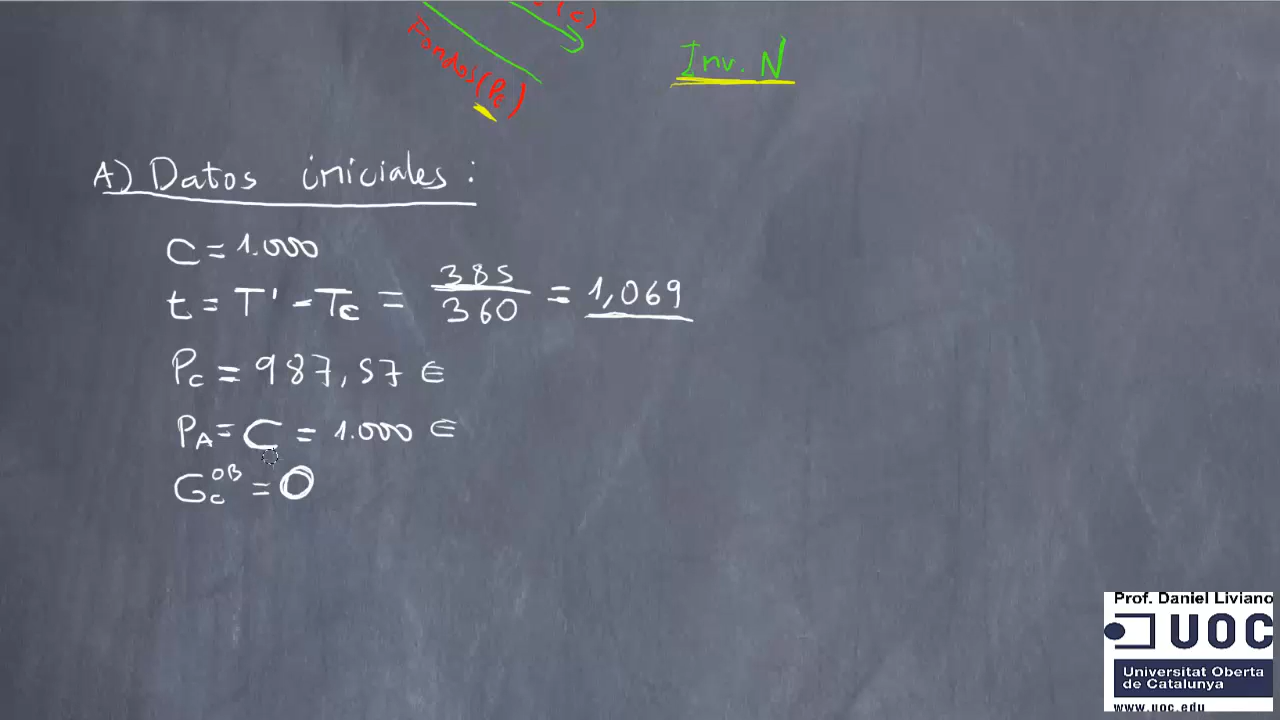 (c)
Fondos (Pc)
Inv. N
A) Datos iniciales:
C = 1.000
t = T' - Tc = 385/360 = 1,069
Pc = 987,57 €
PA = C = 1.000 €
Gc^OB = 0
Prof. Daniel Liviano
UOC
Universitat Oberta
de Catalunya
www.uoc.edu